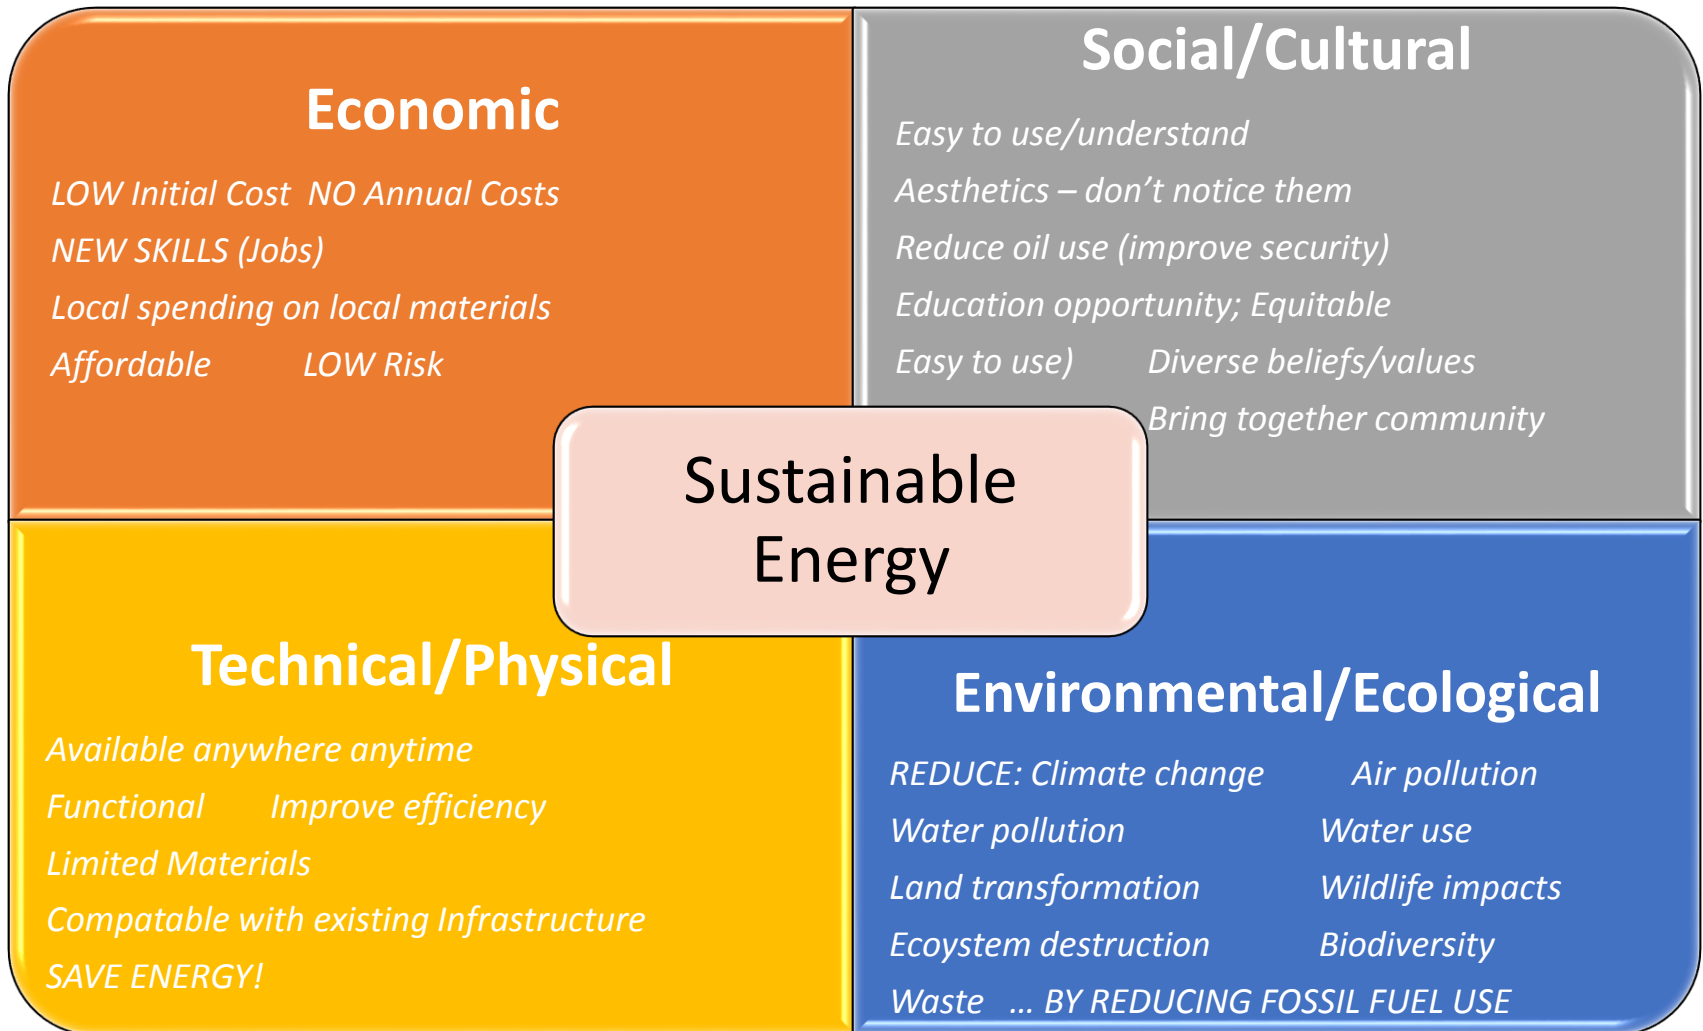 Economic
LOW Initial Cost  NO Annual Costs
NEW SKILLS (Jobs)
Local spending on local materials
Affordable  LOW Risk
Social/Cultural
Easy to use/understand
Aesthetics – don’t notice them
Reduce oil use (improve security)
Education opportunity; Equitable
Easy to use)  Diverse beliefs/values
Bring together community
Sustainable
Energy
Technical/Physical
Available anywhere anytime
Functional  Improve efficiency
Limited Materials
Compatable with existing Infrastructure
SAVE ENERGY!
Environmental/Ecological
REDUCE: Climate change  Air pollution
Water pollution  Water use
Land transformation  Wildlife impacts
Ecoystem destruction  Biodiversity
Waste  ... BY REDUCING FOSSIL FUEL USE